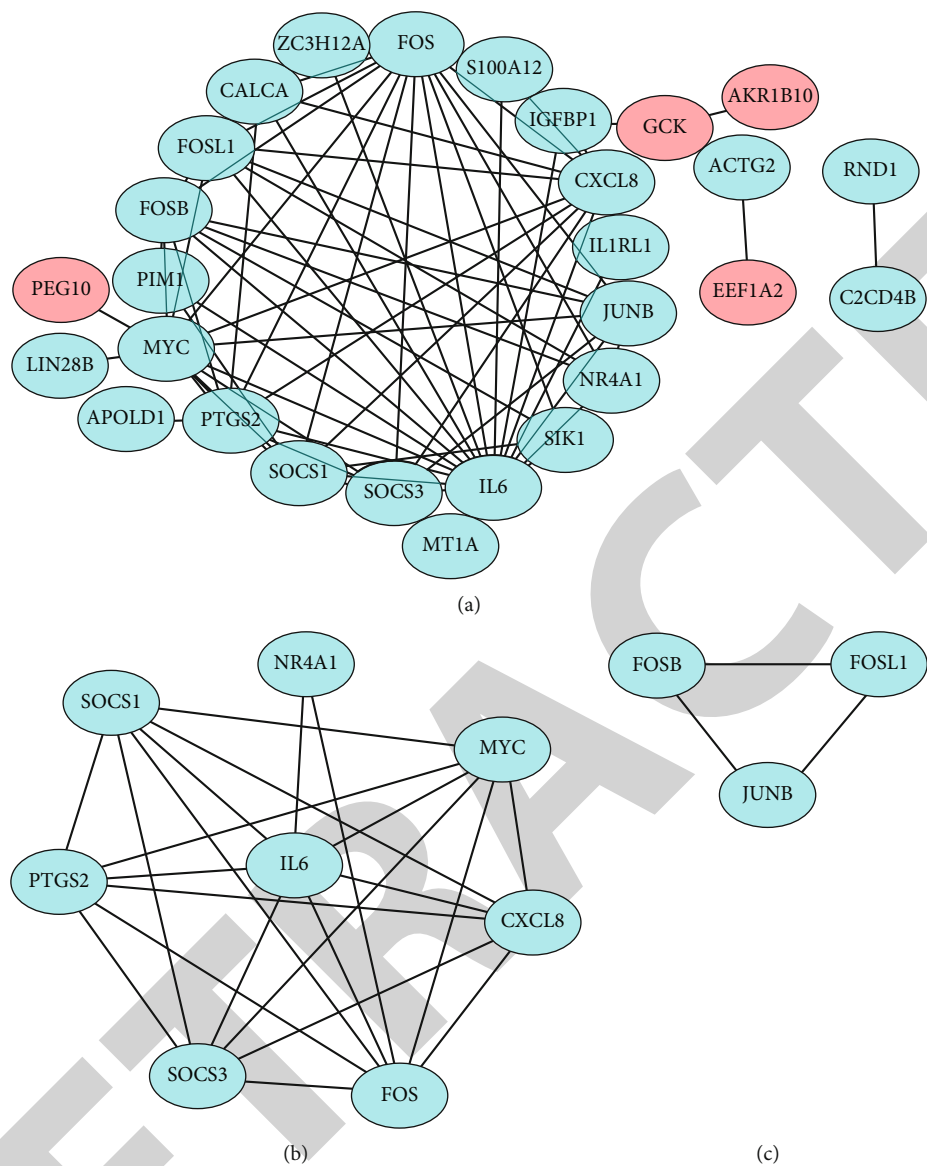 ZC3H12A
FOS
S100A12
CALCA
IGFBP1
GCK
AKR1B10
FOSL1
CXCL8
ACTG2
RND1
FOSB
IL1RL1
PEG10
PIM1
JUNB
EEF1A2
C2CD4B
LIN28B
MYC
NR4A1
APOLD1
PTGS2
SIK1
SOCS1
SOCS3
IL6
MT1A
(a)
NR4A1
SOCS1
MYC
IL6
PTGS2
CXCL8
SOCS3
FOS
(b)
FOSB
FOSL1
JUNB
(c)
ETRACTE